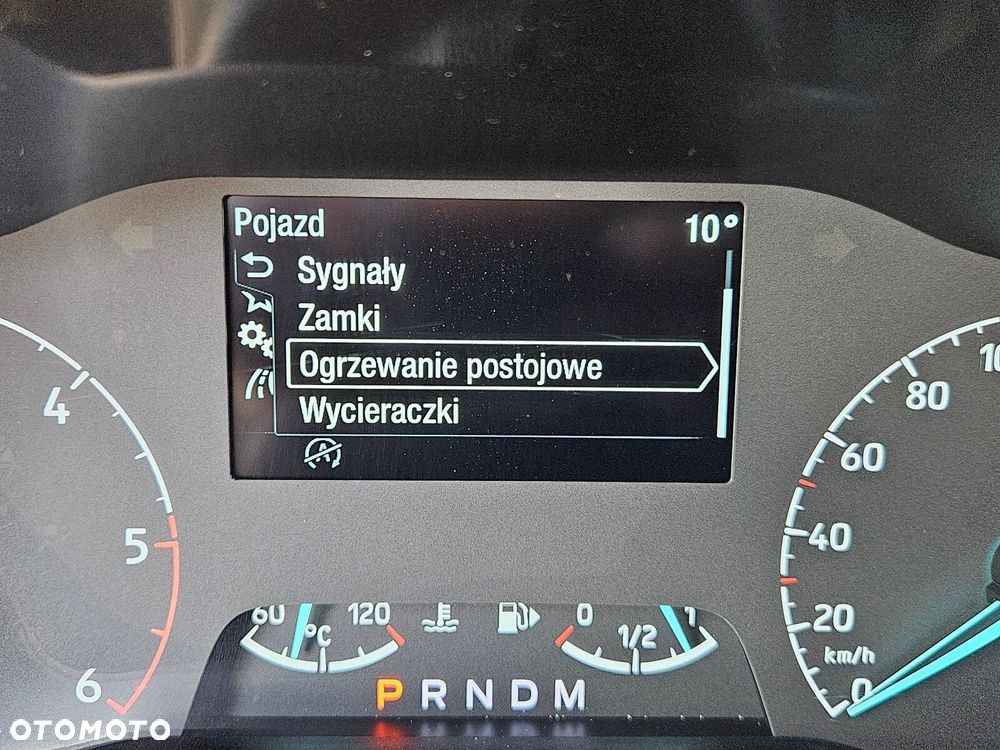 Pojazd 10°
Sygnały
Zamki
Ogrzewanie postojowe
Wycieraczki
A
4
5
6
10
80
60
40
20
0
km/h
60 120
°C
0 1/2 1
P R N D M
OTOMOTO